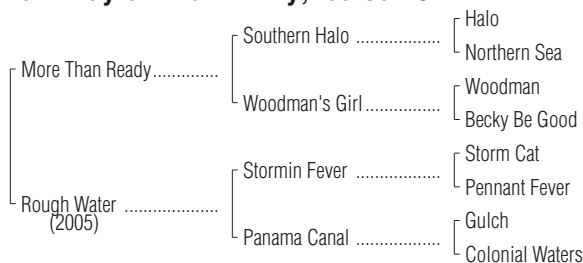 Halo
Southern Halo ................
Northern Sea
More Than Ready..............
Woodman
Woodman's Girl.................
Becky Be Good
Storm Cat
Stormin Fever ..................
Pennant Fever
Rough Water ....................
(2005)
Gulch
Panama Canal ..................
Colonial Waters